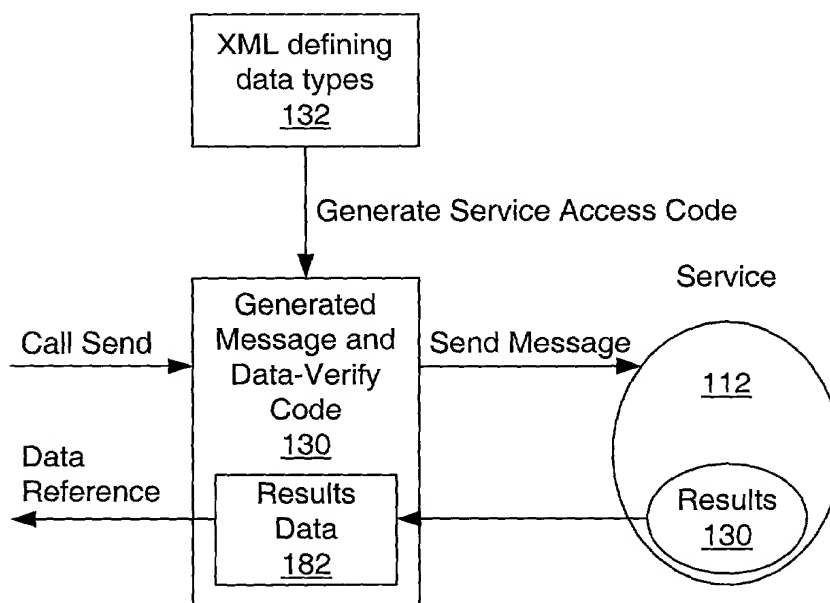 XML defining
data types
132
Generate Service Access Code
Service
Generated
Message and
Data-Verify
Code
130
Call Send
Send Message
112
Data
Reference
Results
Data
182
Results
130